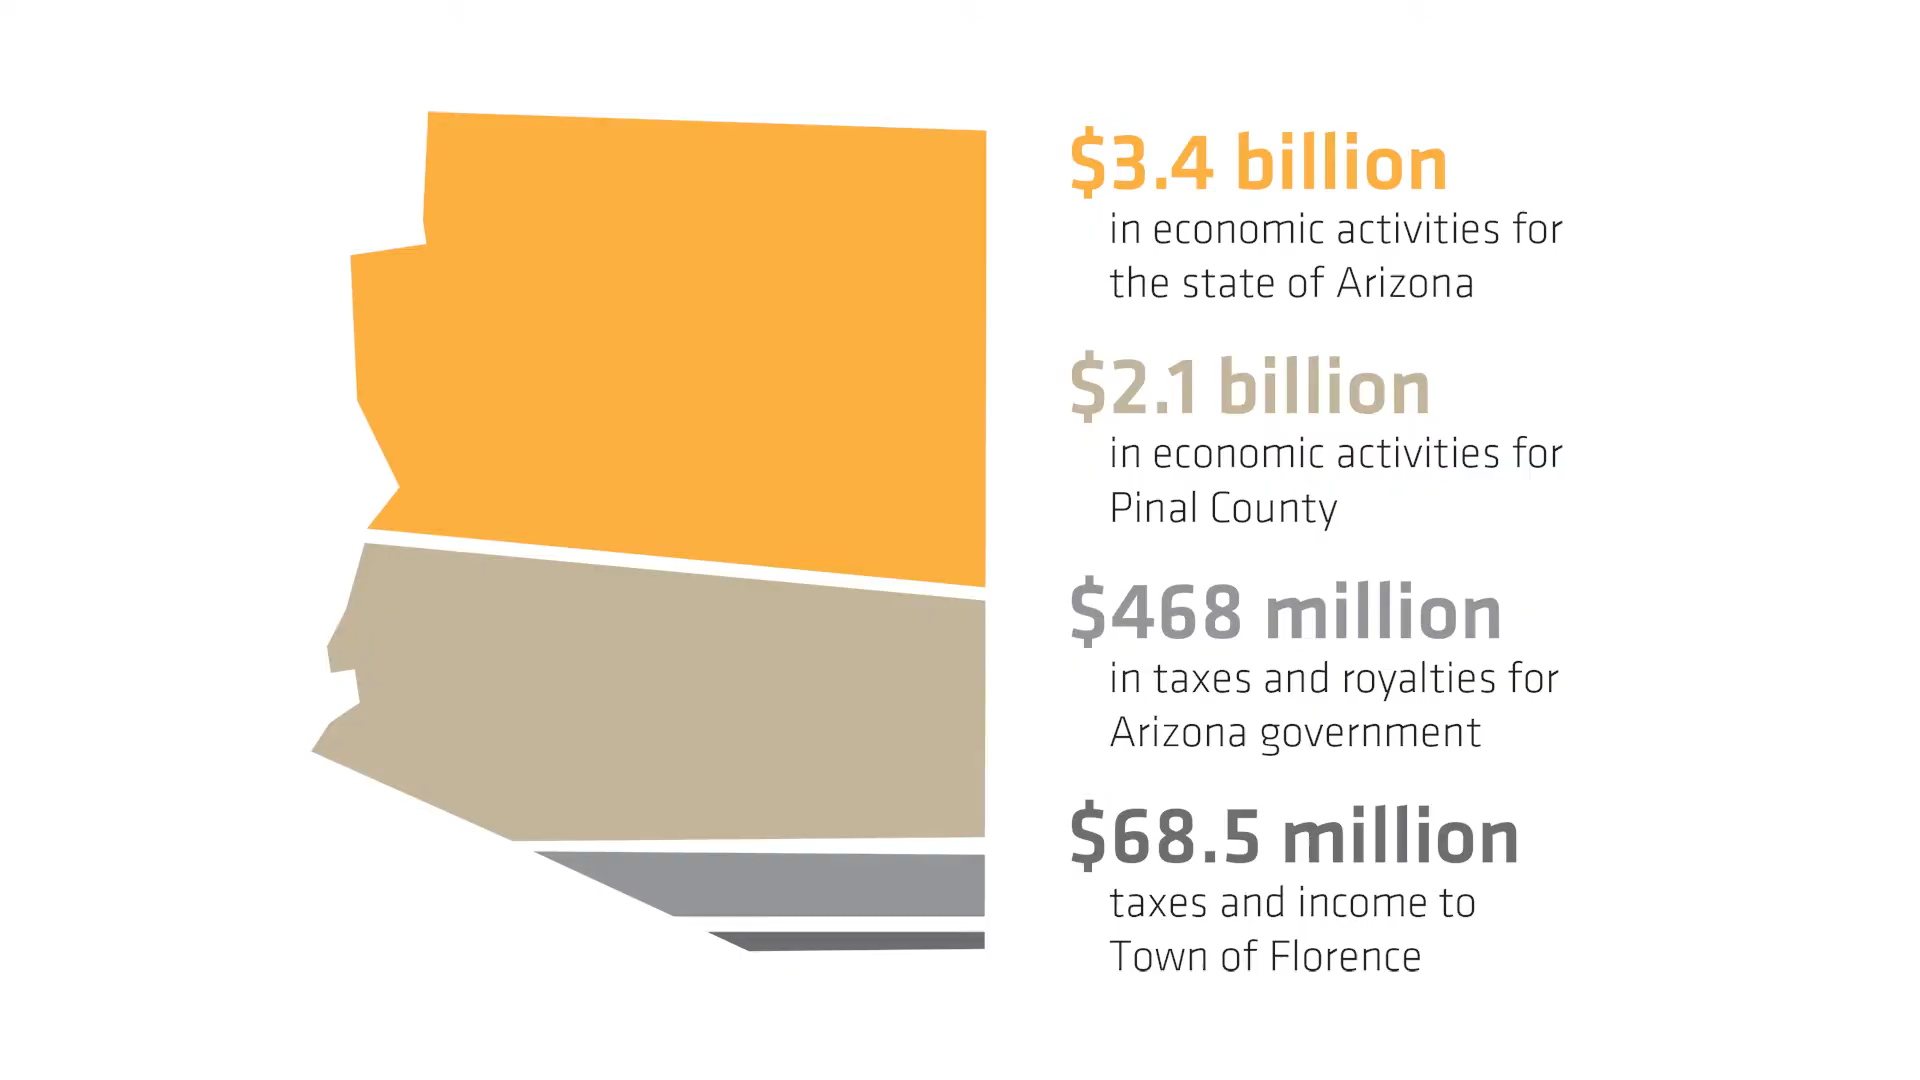 $3.4 billion
in economic activities for
the state of Arizona
$2.1 billion
in economic activities for
Pinal County
$468 million
in taxes and royalties for
Arizona government
$68.5 million
taxes and income to
Town of Florence